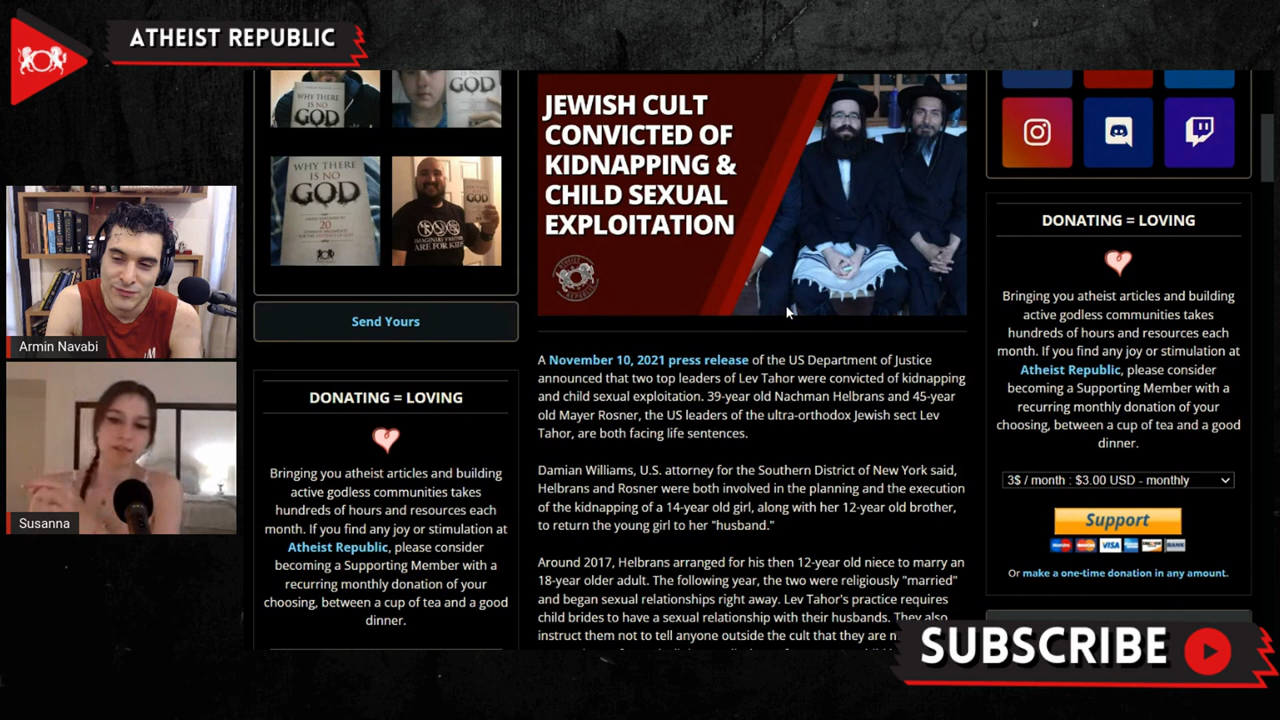 ATHEIST REPUBLIC
Armin Navabi
Susanna
WHY THERE IS NO GOD
WHY THERE IS NO
GOD
20
Send Yours
DONATING = LOVING
Bringing you atheist articles and building
active godless communities takes
hundreds of hours and resources each
month. If you find any joy or stimulation at
Atheist Republic, please consider
becoming a Supporting Member with a
recurring monthly donation of your
choosing, between a cup of tea and a good
dinner.
JEWISH CULT
CONVICTED OF
KIDNAPPING &
CHILD SEXUAL
EXPLOITATION
A November 10, 2021 press release of the US Department of Justice
announced that two top leaders of Lev Tahor were convicted of kidnapping
and child sexual exploitation. 39-year old Nachman Helbrans and 45-year
old Mayer Rosner, the US leaders of the ultra-orthodox Jewish sect Lev
Tahor, are both facing life sentences.
Damian Williams, U.S. attorney for the Southern District of New York said,
Helbrans and Rosner were both involved in the planning and the execution
of the kidnapping of a 14-year old girl, along with her 12-year old brother,
to return the young girl to her "husband."
Around 2017, Helbrans arranged for his then 12-year old niece to marry an
18-year older adult. The following year, the two were religiously "married"
and began sexual relationships right away. Lev Tahor's practice requires
child brides to have a sexual relationship with their husbands. They also
instruct them not to tell anyone outside the cult that they are
DONATING = LOVING
Bringing you atheist articles and building
active godless communities takes
hundreds of hours and resources each
month. If you find any joy or stimulation at
Atheist Republic, please consider
becoming a Supporting Member with a
recurring monthly donation of your
choosing, between a cup of tea and a good
dinner.
3$ / month : $3.00 USD - monthly
Support
VISA
BANK
Or make a one-time donation in any amount.
SUBSCRIBE